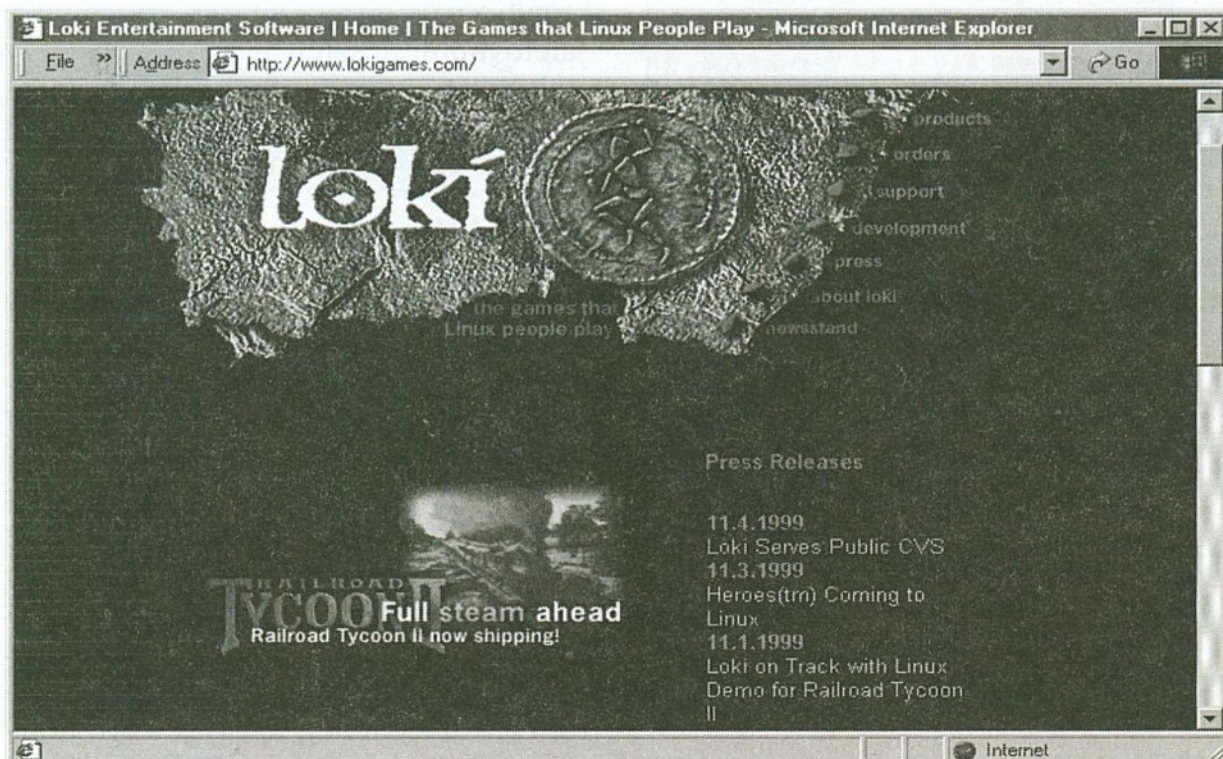 Loki Entertainment Software | Home | The Games that Linux People Play - Microsoft Internet Explorer
File » Address http://www.lokigames.com/ Go
loki
products
orders
support
development
press
about loki
newsstand
the games that
Linux people play
RAILROAD
TYCOON II
Full steam ahead
Railroad Tycoon II now shipping!
Press Releases
11.4.1999
Loki Serves Public CVS
11.3.1999
Heroes(tm) Coming to
Linux
11.1.1999
Loki on Track with Linux
Demo for Railroad Tycoon
II
Internet